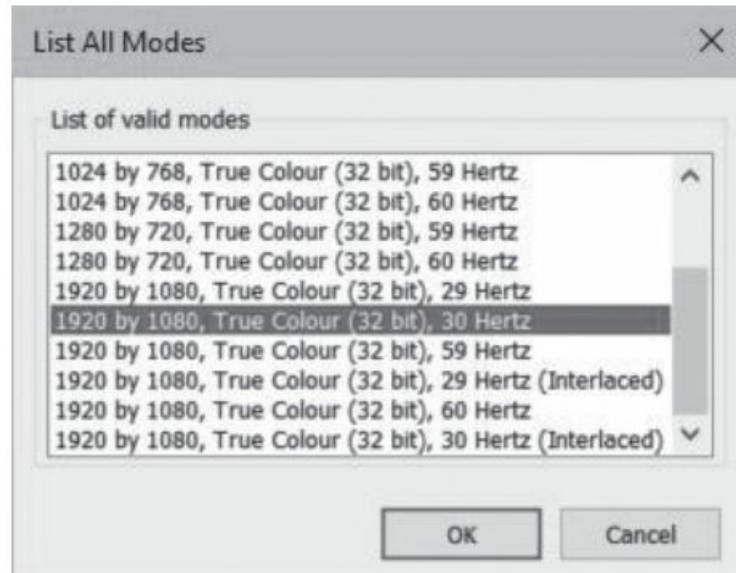 List All Modes
List of valid modes
1024 by 768, True Colour (32 bit), 59 Hertz
1024 by 768, True Colour (32 bit), 60 Hertz
1280 by 720, True Colour (32 bit), 59 Hertz
1280 by 720, True Colour (32 bit), 60 Hertz
1920 by 1080, True Colour (32 bit), 29 Hertz
1920 by 1080, True Colour (32 bit), 30 Hertz
1920 by 1080, True Colour (32 bit), 59 Hertz
1920 by 1080, True Colour (32 bit), 29 Hertz (Interlaced)
1920 by 1080, True Colour (32 bit), 60 Hertz
1920 by 1080, True Colour (32 bit), 30 Hertz (Interlaced)
OK Cancel